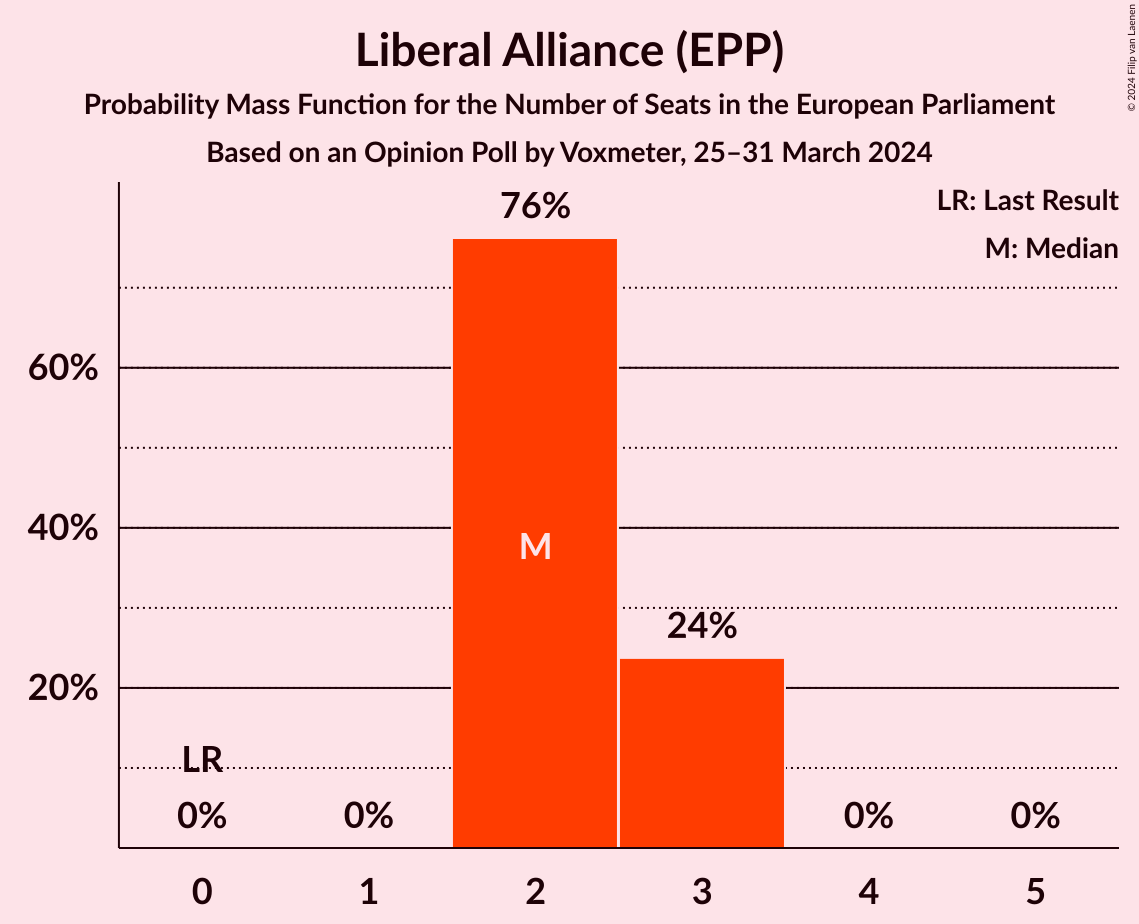 Liberal Alliance (EPP)
Probability Mass Function for the Number of Seats in the European Parliament
Based on an Opinion Poll by Voxmeter, 25–31 March 2024
© 2024 Filip van Laenen
LR: Last Result
M: Median
76%
60%
40%
M
24%
20%
LR
0%
0%
0%
0%
0
1
2
3
4
5